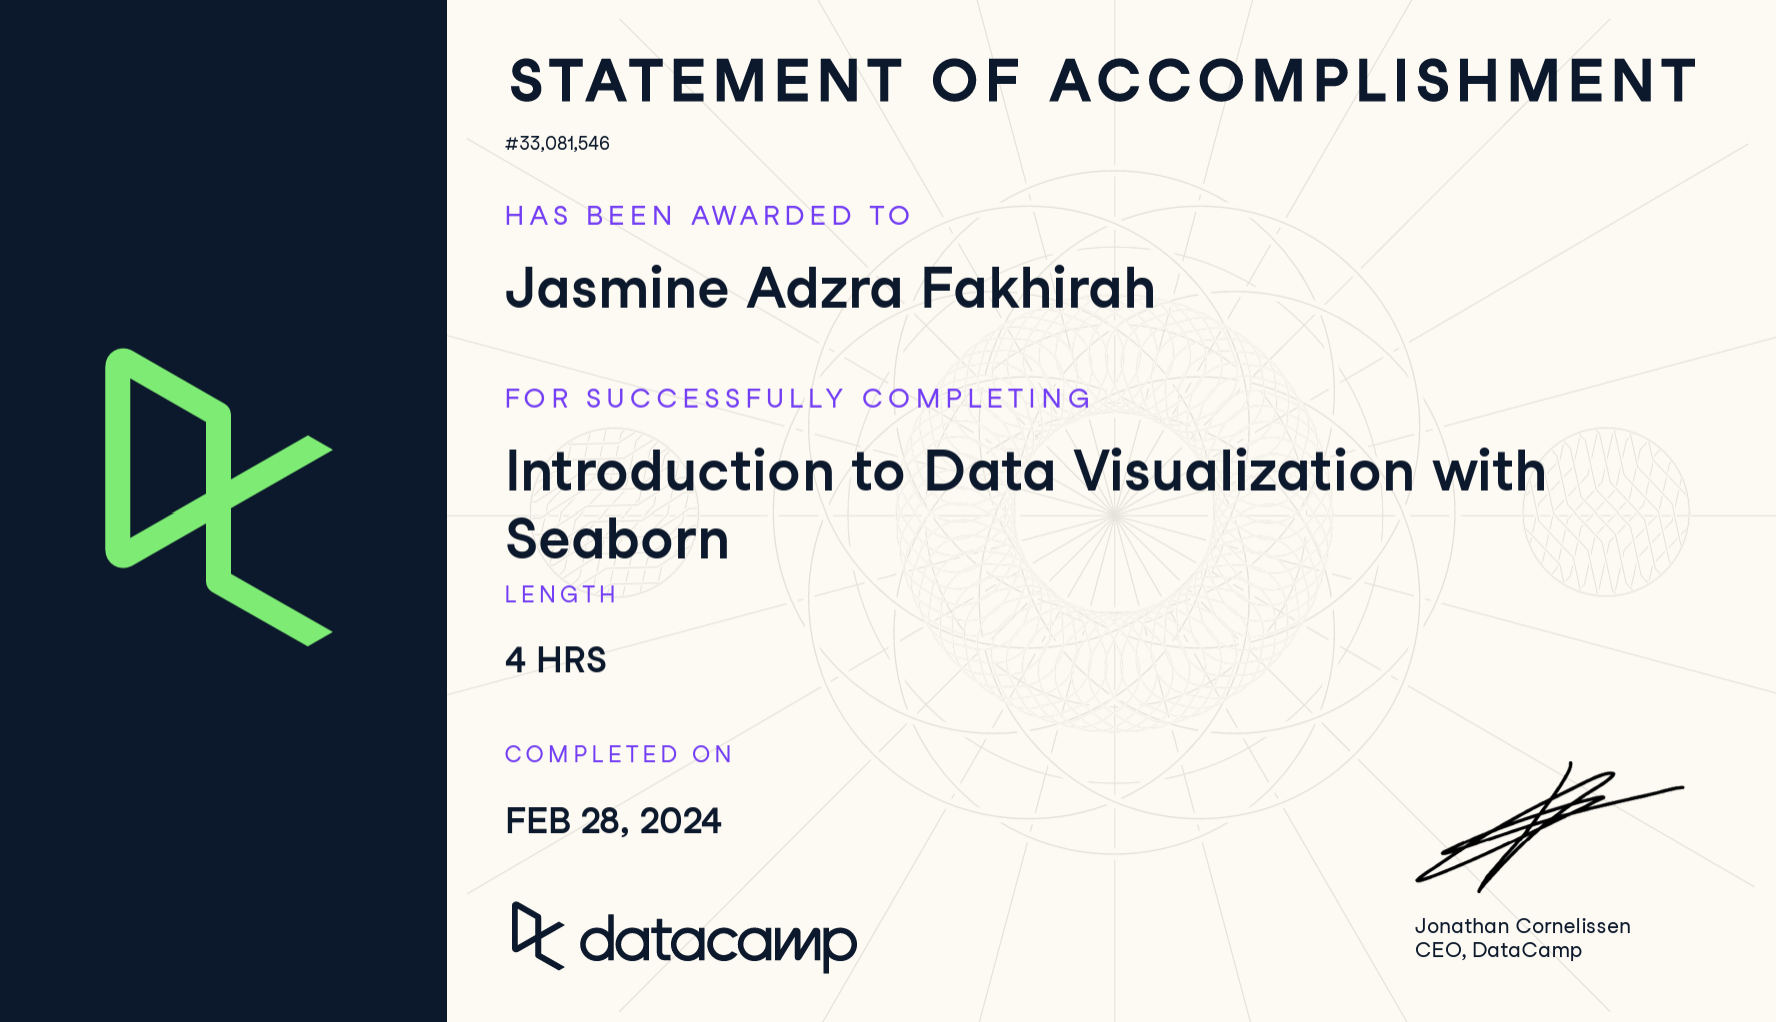 STATEMENT OF ACCOMPLISHMENT
#33,081,546
HAS BEEN AWARDED TO
Jasmine Adzra Fakhirah
FOR SUCCESSFULLY COMPLETING
Introduction to Data Visualization with
Seaborn
LENGTH
4 HRS
COMPLETED ON
FEB 28, 2024
datacamp
Jonathan Cornelissen
CEO, DataCamp